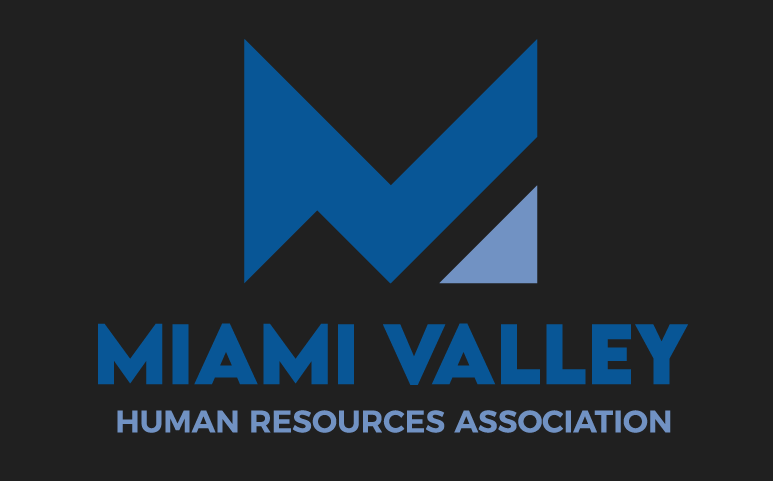 MIAMI VALLEY
HUMAN RESOURCES ASSOCIATION